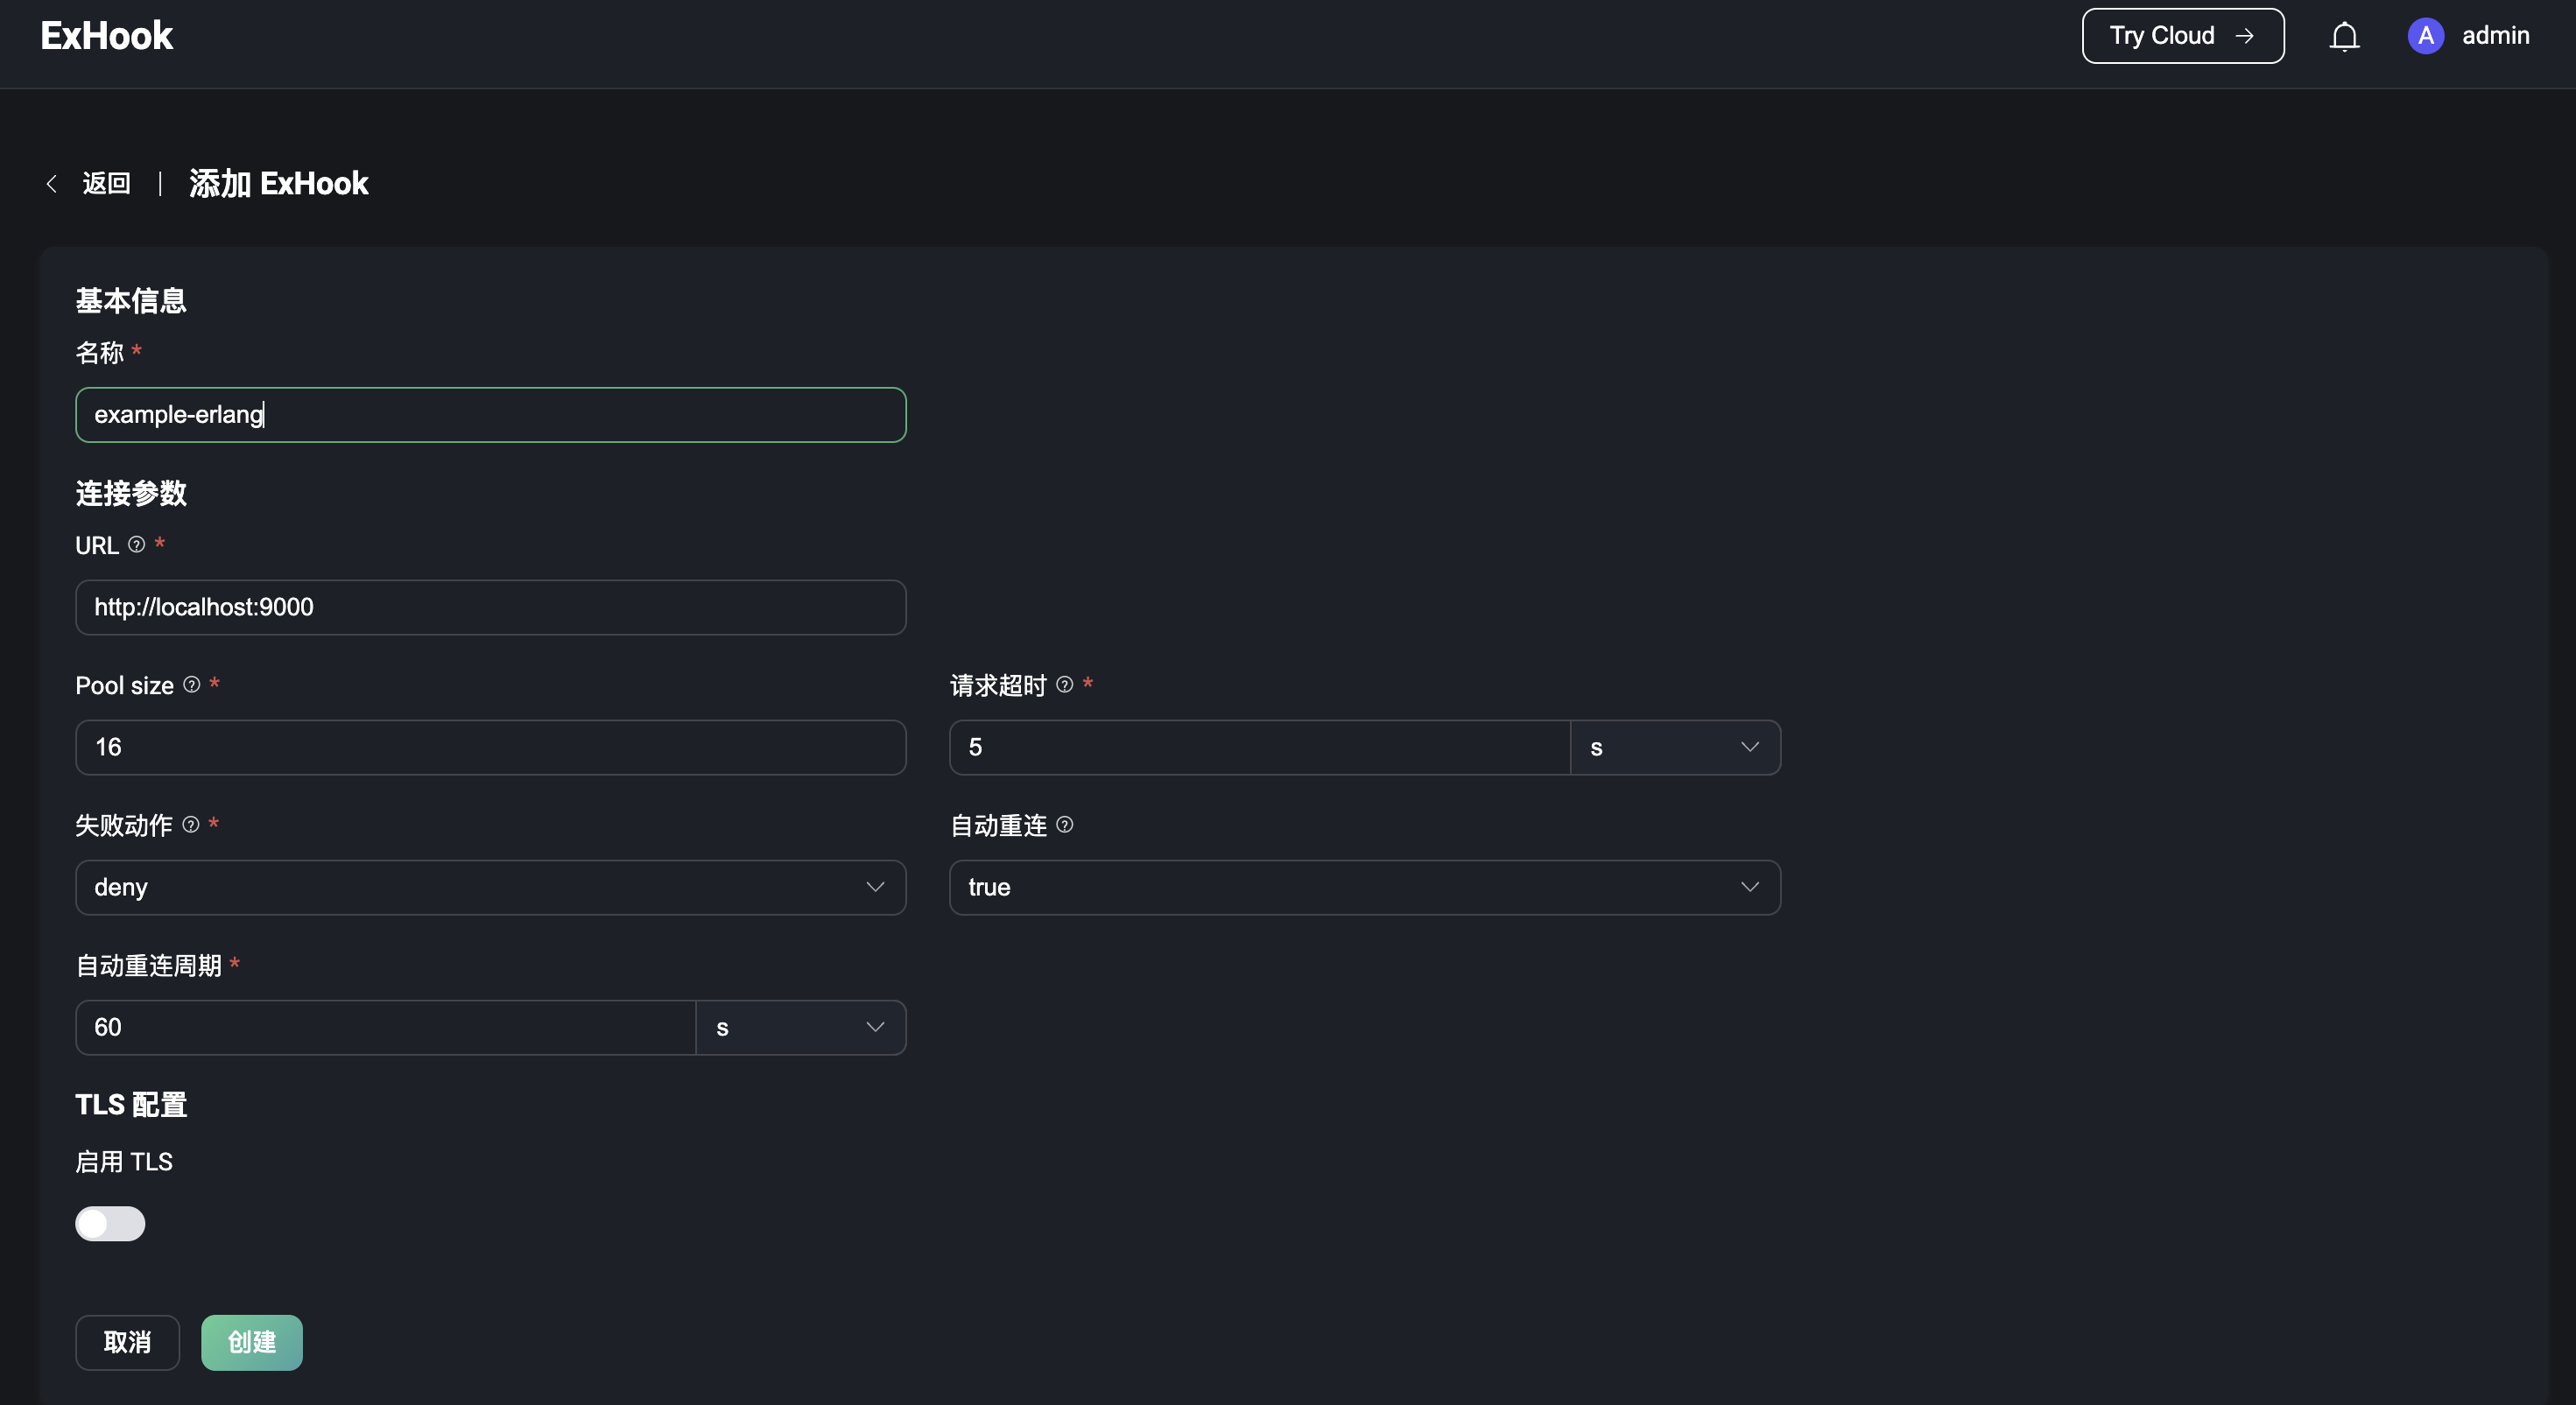 ExHook
Try Cloud →
A admin
< 返回 | 添加 ExHook
基本信息
名称 *
example-erlang
连接参数
URL ? *
http://localhost:9000
Pool size ? *
16
请求超时 ? *
5 s
失败动作 ? *
deny
自动重连 ?
true
自动重连周期 *
60 s
TLS 配置
启用 TLS
取消 创建